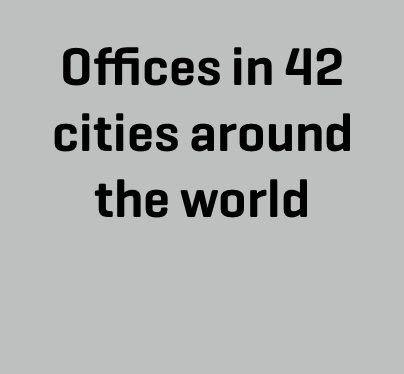 Offices in 42
cities around
the world